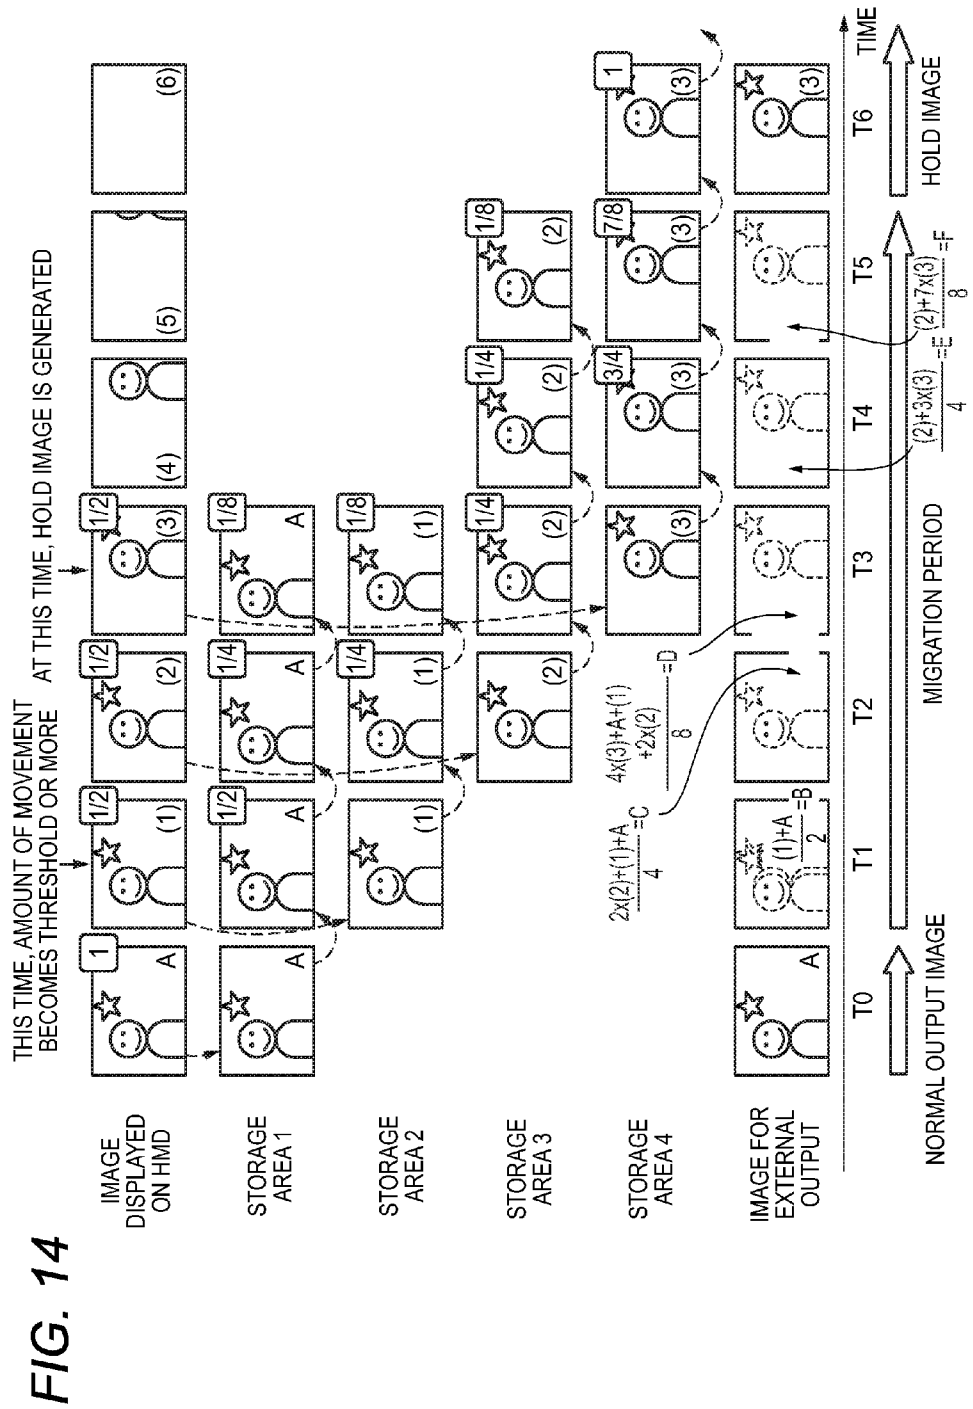 FIG. 14
THIS TIME, AMOUNT OF MOVEMENT
BECOMES THRESHOLD OR MORE
AT THIS TIME, HOLD IMAGE IS GENERATED
IMAGE
DISPLAYED
ON HMD
1
A
1/2
(1)
1/2
(2)
1/2
(3)
(4)
(5)
(6)
STORAGE
AREA 1
A
1/2
A
1/4
A
1/8
A
STORAGE
AREA 2
(1)
1/4
(1)
1/8
(1)
STORAGE
AREA 3
(2)
1/4
(2)
1/4
(2)
1/8
(2)
STORAGE
AREA 4
(3)
3/4
(3)
7/8
(3)
1
(3)
2x(2)+(1)+A
4
=C
4x(3)+A+(1)
+2x(2)
8
=D
IMAGE FOR
EXTERNAL
OUTPUT
A
(1)+A
2
=B
(3)
T0
T1
T2
T3
T4
T5
T6
TIME
(2)+3x(3)
4
=E
(2)+7x(3)
8
=F
NORMAL OUTPUT IMAGE
MIGRATION PERIOD
HOLD IMAGE